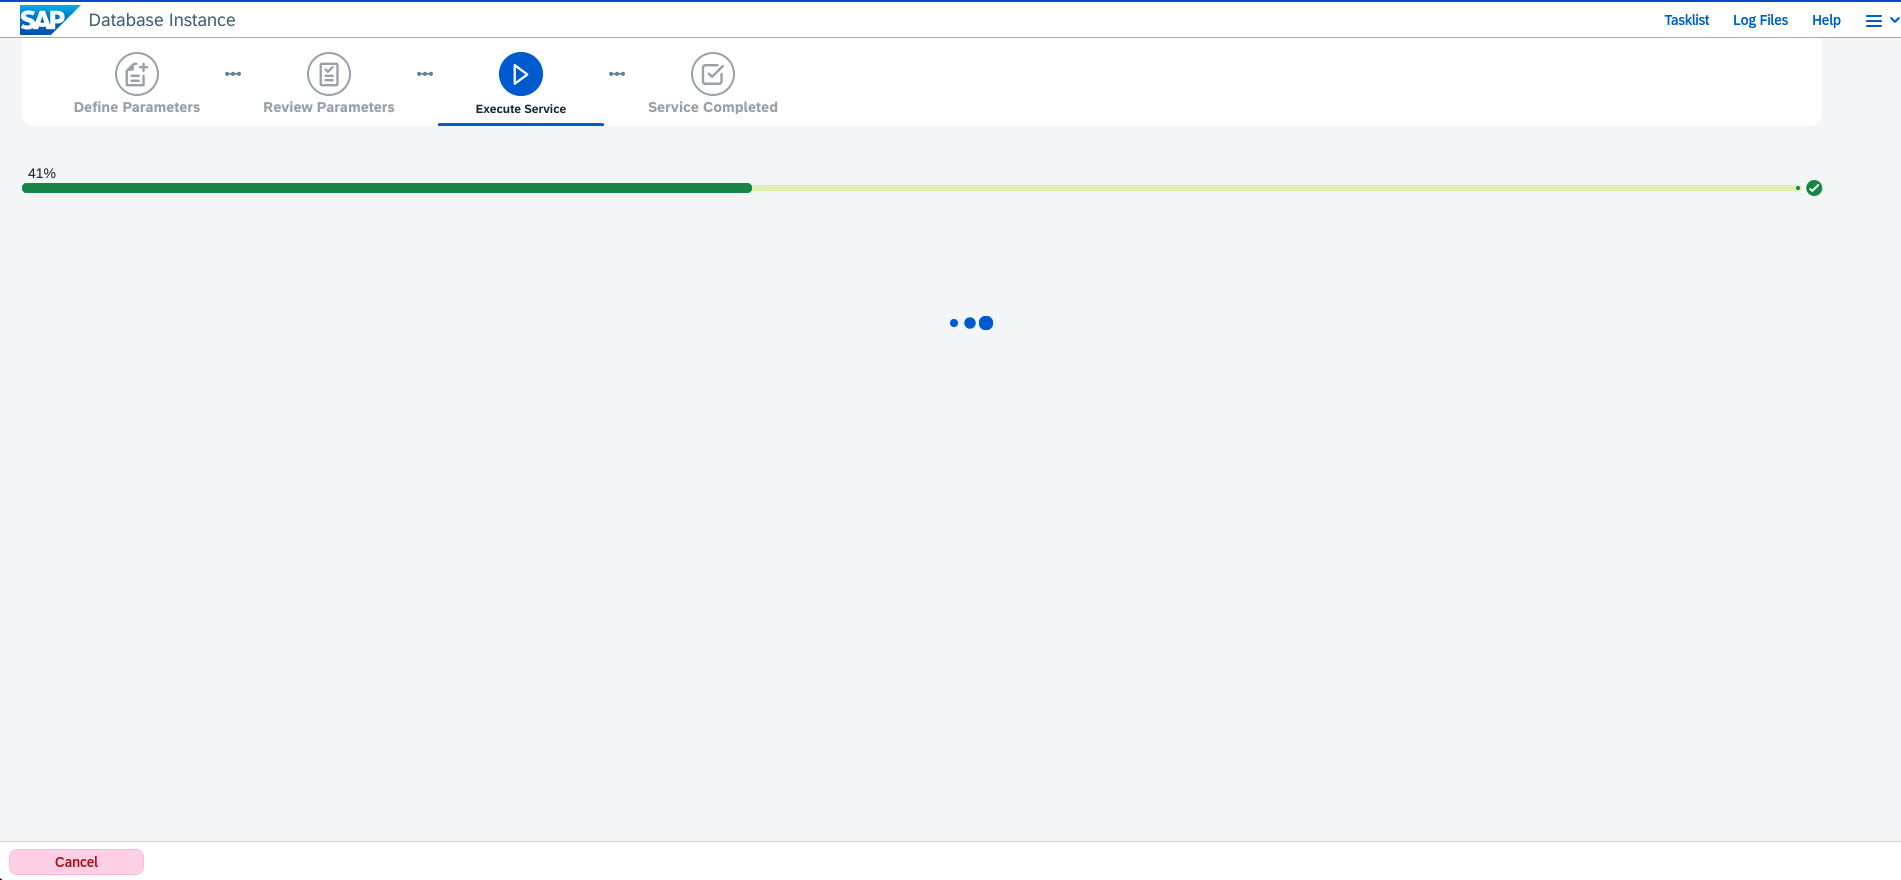 SAP Database Instance Tasklist Log Files Help
Define Parameters Review Parameters Execute Service Service Completed
41%
Cancel